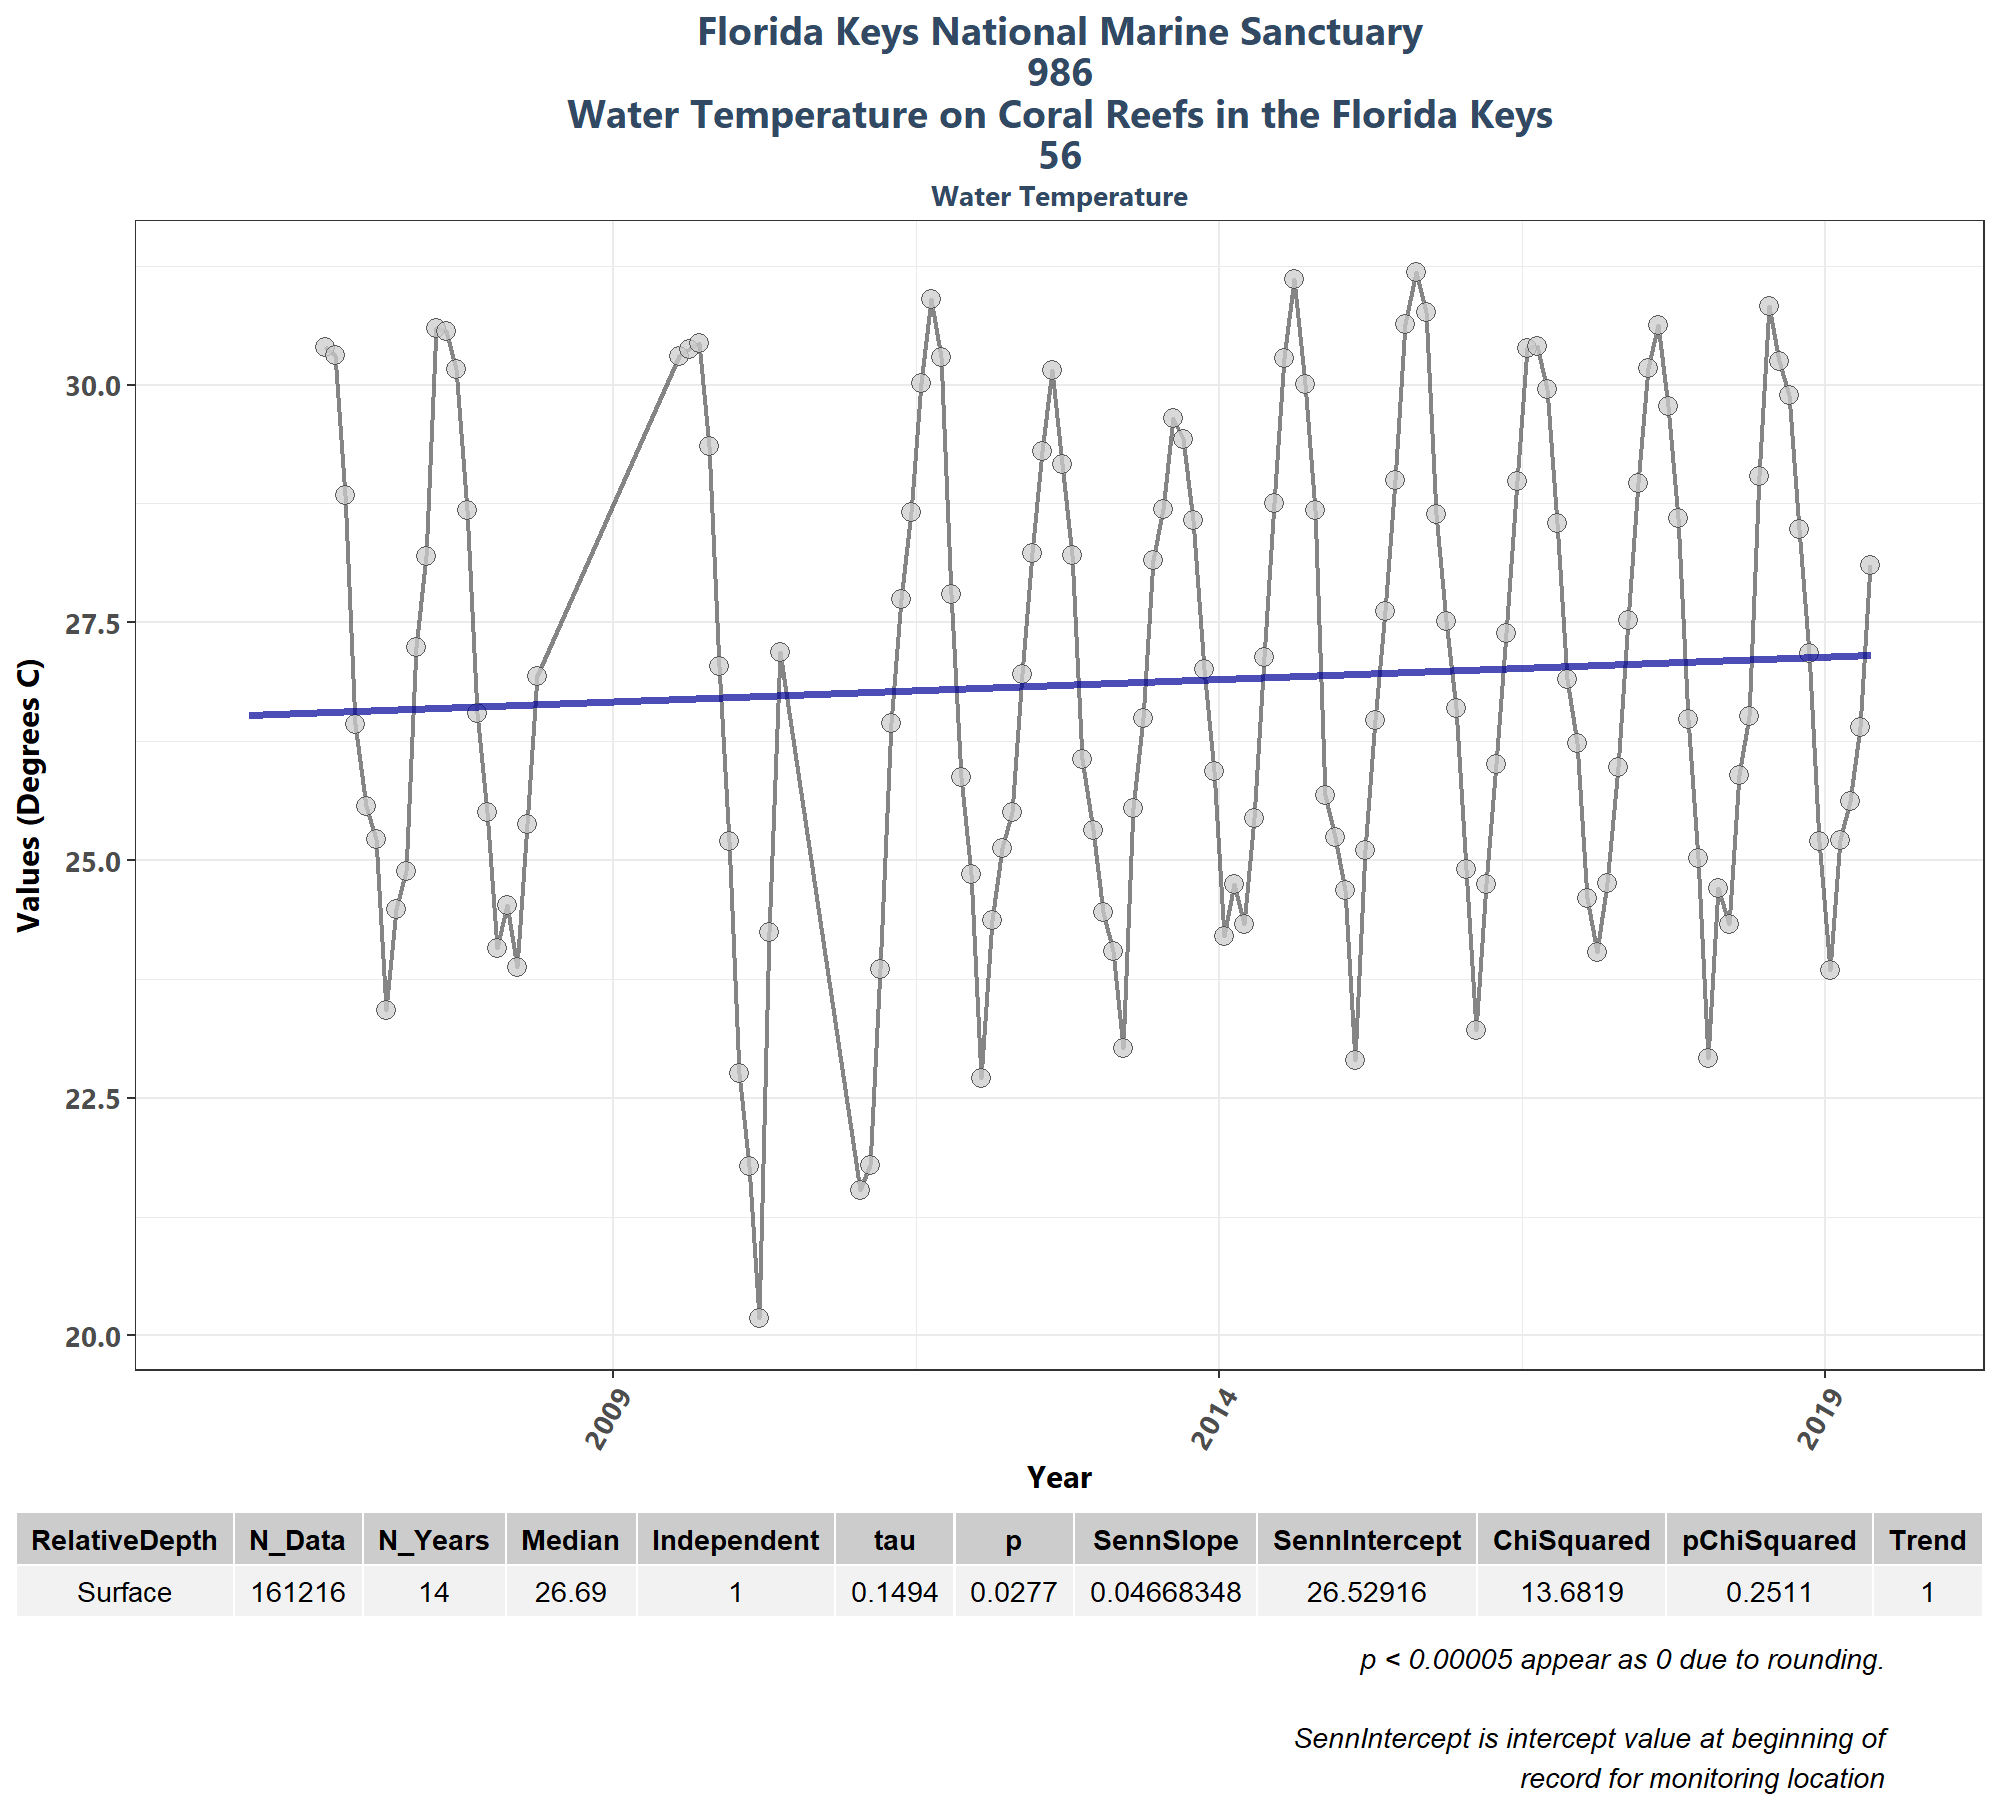 Florida Keys National Marine Sanctuary
986
Water Temperature on Coral Reefs in the Florida Keys
56
Water Temperature
Values (Degrees C)
30.0
27.5
25.0
22.5
20.0
2009 2014 2019
Year
RelativeDepth N_Data N_Years Median Independent tau p SennSlope SennIntercept ChiSquared pChiSquared Trend
Surface 161216 14 26.69 1 0.1494 0.0277 0.04668348 26.52916 13.6819 0.2511 1
p < 0.00005 appear as 0 due to rounding.
SennIntercept is intercept value at beginning of
record for monitoring location